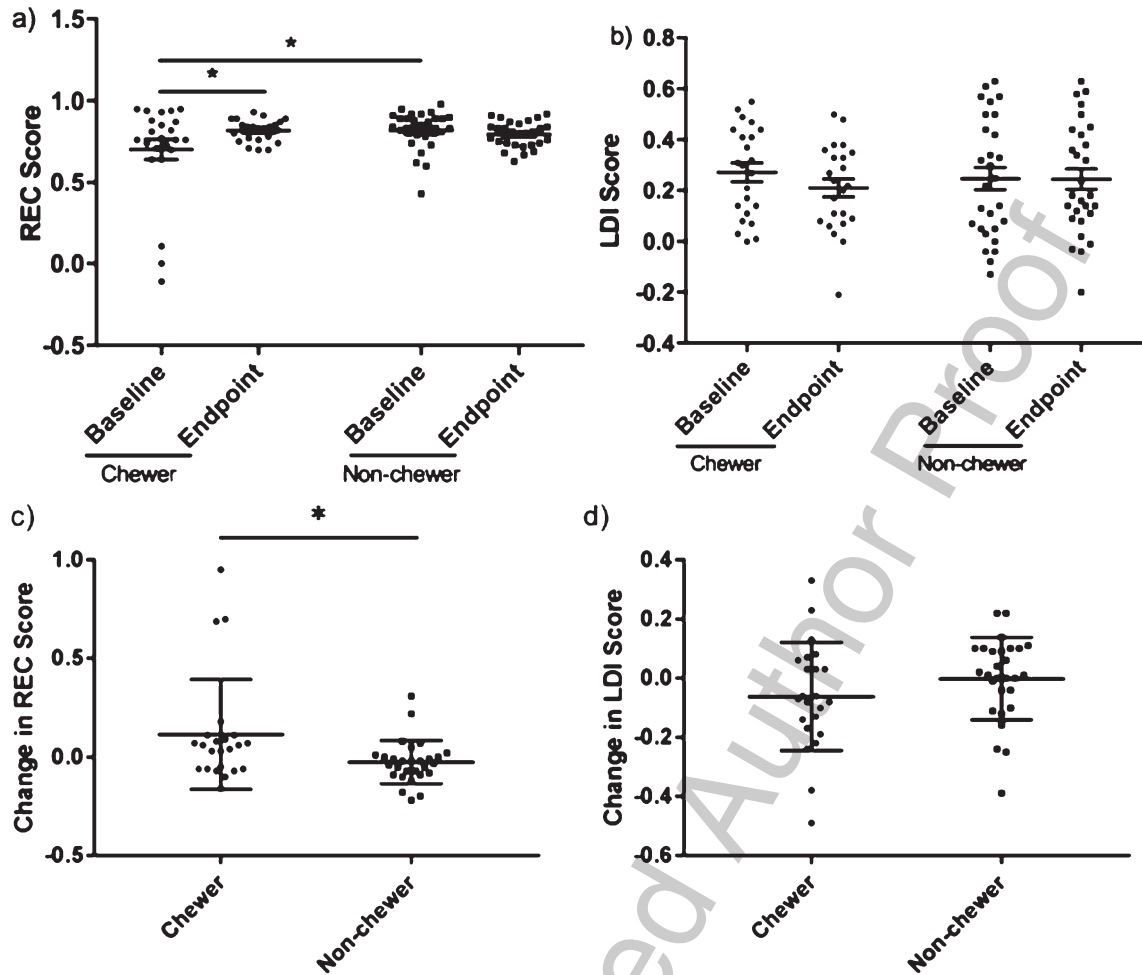 a)
1.5
1.0
0.5
0.0
-0.5
REC Score
*
*
Baseline
Endpoint
Baseline
Endpoint
Chewer
Non-chewer
b)
0.8
0.6
0.4
0.2
0.0
-0.2
-0.4
LDI Score
Baseline
Endpoint
Baseline
Endpoint
Chewer
Non-chewer
c)
1.0
0.5
0.0
-0.5
Change in REC Score
*
Chewer
Non-chewer
d)
0.4
0.2
0.0
-0.2
-0.4
-0.6
Change in LDI Score
Chewer
Non-chewer
ed Author Proof